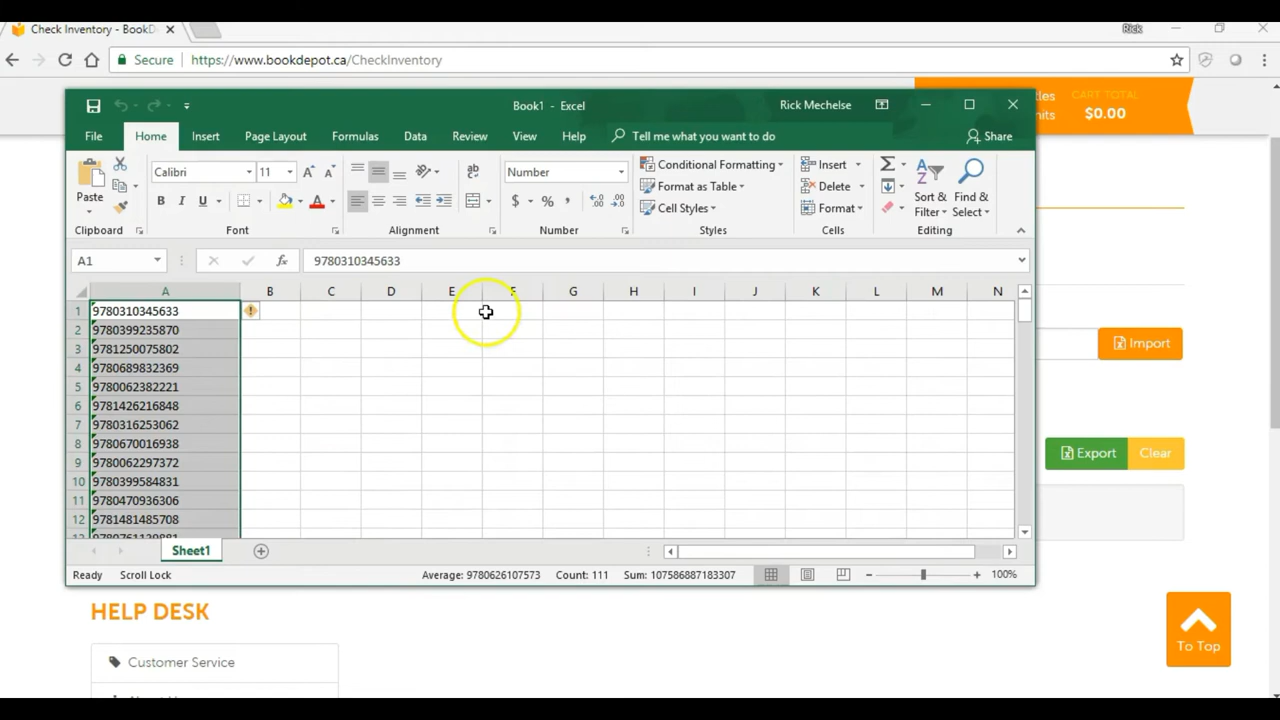 Check Inventory - BookD
Rick
Secure
https://www.bookdepot.ca/CheckInventory
CART TOTAL
$0.00
Book1 - Excel
Rick Mechelse
File
Home
Insert
Page Layout
Formulas
Data
Review
View
Help
Tell me what you want to do
Share
Paste
Calibri
11
B I U
Number
$ % ,
Conditional Formatting
Format as Table
Cell Styles
Insert
Delete
Format
Sort &
Filter
Find &
Select
Clipboard
Font
Alignment
Number
Styles
Cells
Editing
A1
fx
9780310345633
A B C D E F G H I J K L M N
1 9780310345633
2 9780399235870
3 9781250075802
4 9780689832369
5 9780062382221
6 9781426216848
7 9780316253062
8 9780670016938
9 9780062297372
10 9780399584831
11 9780470936306
12 9781481485708
Sheet1
Ready
Scroll Lock
Average: 9780626107573
Count: 111
Sum: 107586887183307
100%
Import
Export
Clear
HELP DESK
Customer Service
To Top